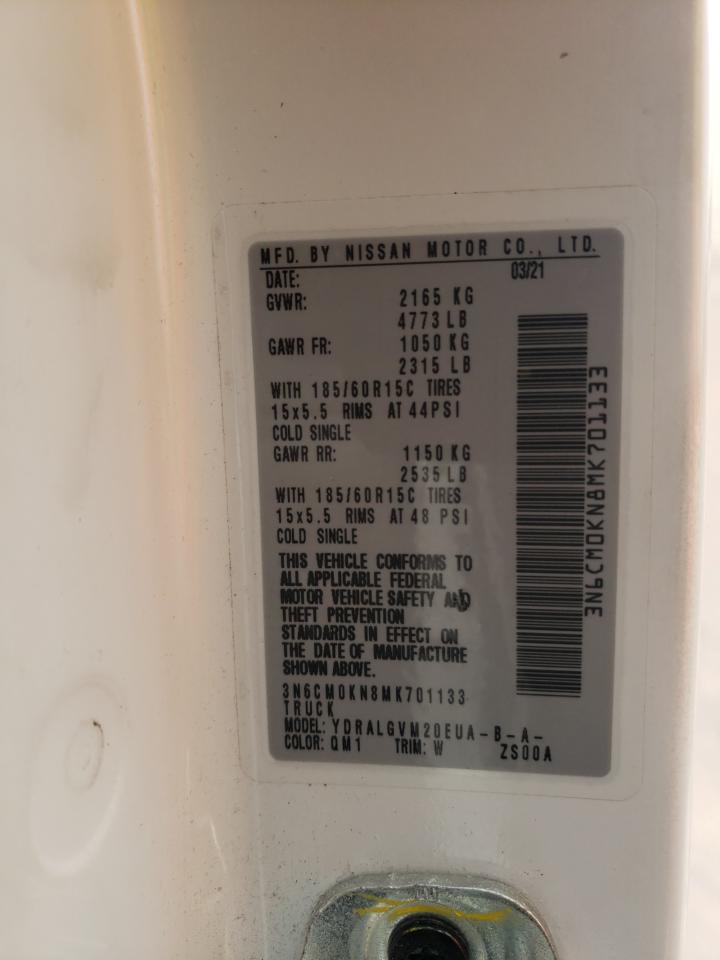 MFD. BY NISSAN MOTOR CO., LTD.
DATE: 03/21
GVWR: 2165 KG
4773 LB
GAWR FR: 1050 KG
2315 LB
WITH 185/60R15C TIRES
15x5.5 RIMS AT 44PSI
COLD SINGLE
GAWR RR: 1150 KG
2535 LB
WITH 185/60R15C TIRES
15x5.5 RIMS AT 48 PSI
COLD SINGLE
THIS VEHICLE CONFORMS TO
ALL APPLICABLE FEDERAL
MOTOR VEHICLE SAFETY AND
THEFT PREVENTION
STANDARDS IN EFFECT ON
THE DATE OF MANUFACTURE
SHOWN ABOVE.
3N6CM0KN8MK701133
TRUCK
MODEL: YDRALGVM20EUA-B-A-
COLOR: QM1 TRIM: W ZS00A
3N6CM0KN8MK701133